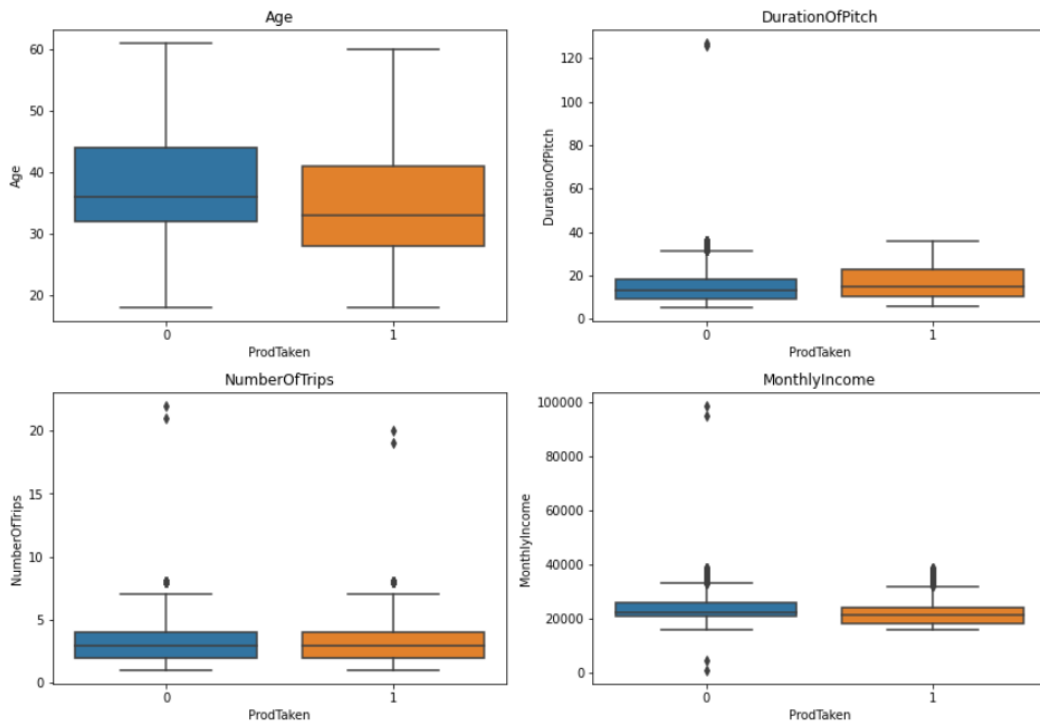 Age
60
50
40
30
20
Age
0
1
ProdTaken
DurationOfPitch
120
100
80
60
40
20
0
DurationOfPitch
0
1
ProdTaken
NumberOfTrips
20
15
10
5
0
NumberOfTrips
0
1
ProdTaken
MonthlyIncome
100000
80000
60000
40000
20000
0
MonthlyIncome
0
1
ProdTaken